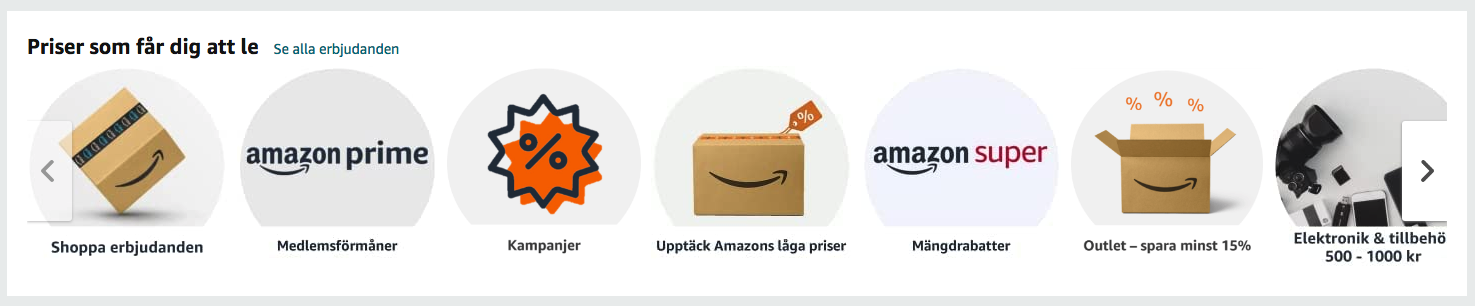 Priser som får dig att le Se alla erbjudanden
amazon prime
%
%
% % %
amazon super
Shoppa erbjudanden
Medlemsförmåner
Kampanjer
Upptäck Amazons låga priser
Mängdrabatter
Outlet – spara minst 15%
Elektronik & tillbehö
500 - 1000 kr